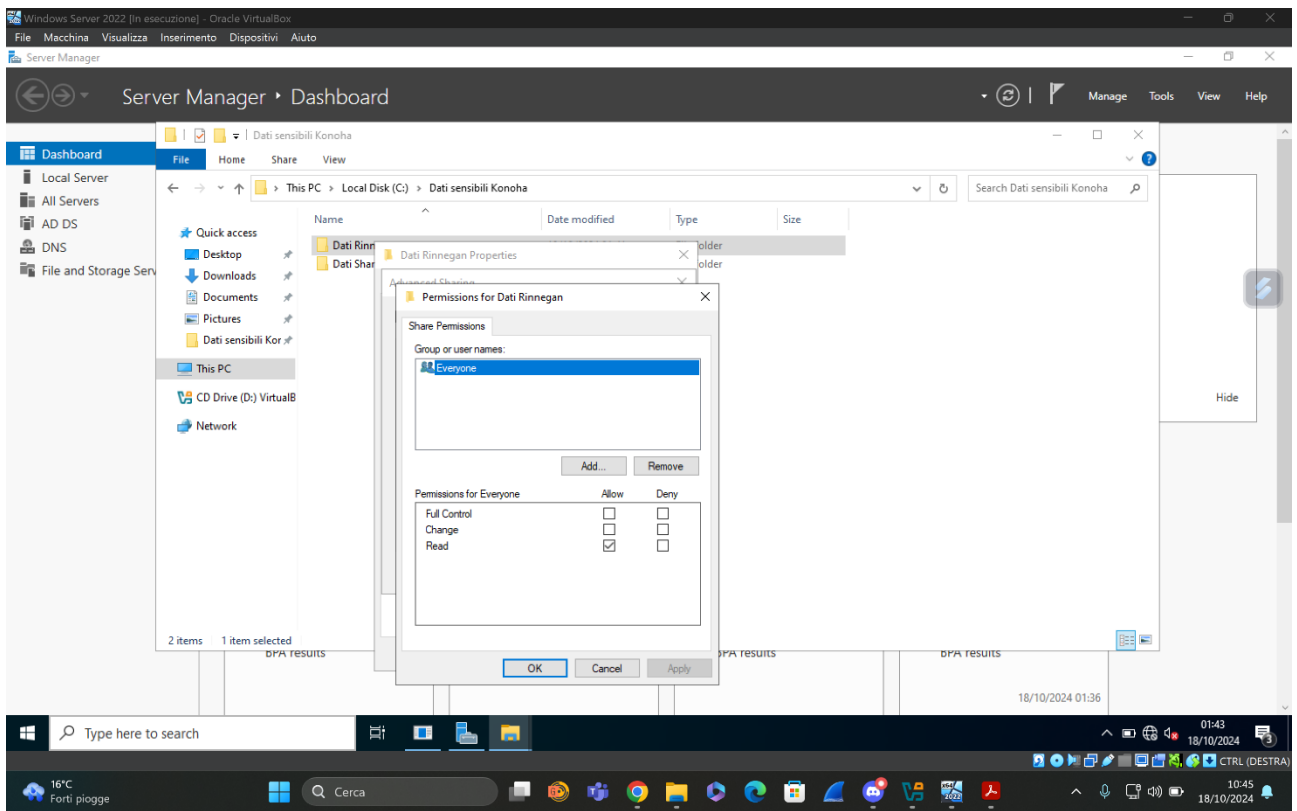 Windows Server 2022 [In esecuzione] - Oracle VirtualBox
File Macchina Visualizza Inserimento Dispositivi Aiuto
Server Manager
Server Manager • Dashboard
Manage Tools View Help
Dati sensibili Konoha
Dashboard
Local Server
All Servers
AD DS
DNS
File and Storage Serv
File Home Share View
This PC > Local Disk (C:) > Dati sensibili Konoha
Search Dati sensibili Konoha
Name Date modified Type Size
Quick access
Desktop
Downloads
Documents
Pictures
Dati sensibili Kor
This PC
CD Drive (D:) VirtualB
Network
Dati Rinn
older
Dati Shar
older
Dati Rinnegan Properties
Advanced Sharing
Permissions for Dati Rinnegan
Share Permissions
Group or user names:
Everyone
Add... Remove
Permissions for Everyone Allow Deny
Full Control
Change
Read
OK Cancel Apply
Hide
2 items 1 item selected
BPA results
BPA results
BPA results
18/10/2024 01:36
Type here to search
01:43
18/10/2024
3
CTRL (DESTRA)
16°C
Forti piogge
Cerca
10:45
18/10/2024